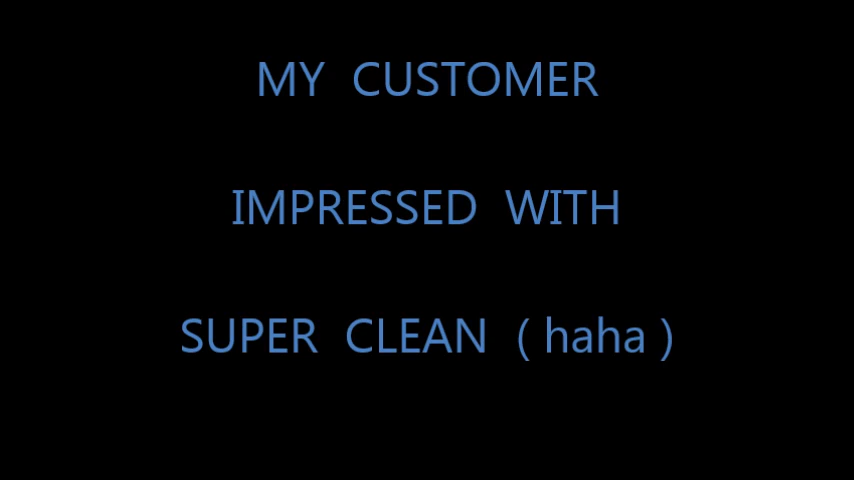 MY CUSTOMER
IMPRESSED WITH
SUPER CLEAN ( haha )